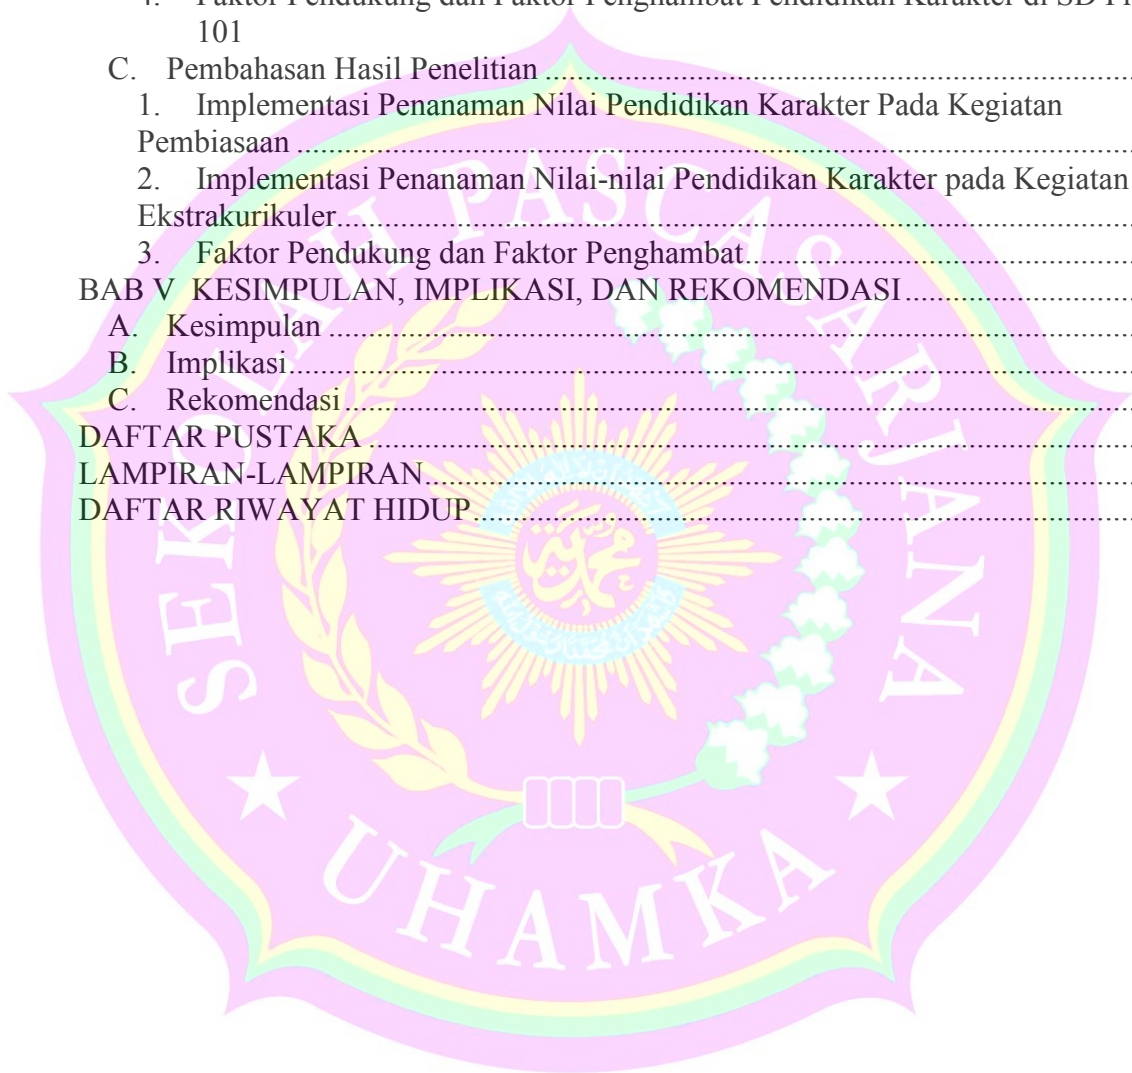 4. Faktor Pendukung dan Faktor Penghambat Pendidikan Karakter di SD
101
C. Pembahasan Hasil Penelitian
1. Implementasi Penanaman Nilai Pendidikan Karakter Pada Kegiatan
Pembiasaan
2. Implementasi Penanaman Nilai-nilai Pendidikan Karakter pada Kegiatan
Ekstrakurikuler
3. Faktor Pendukung dan Faktor Penghambat
BAB V KESIMPULAN, IMPLIKASI, DAN REKOMENDASI
A. Kesimpulan
B. Implikasi
C. Rekomendasi
DAFTAR PUSTAKA
LAMPIRAN-LAMPIRAN
DAFTAR RIWAYAT HIDUP
SEKOLAH PASCASARJANA
محمدية
UHAMKA